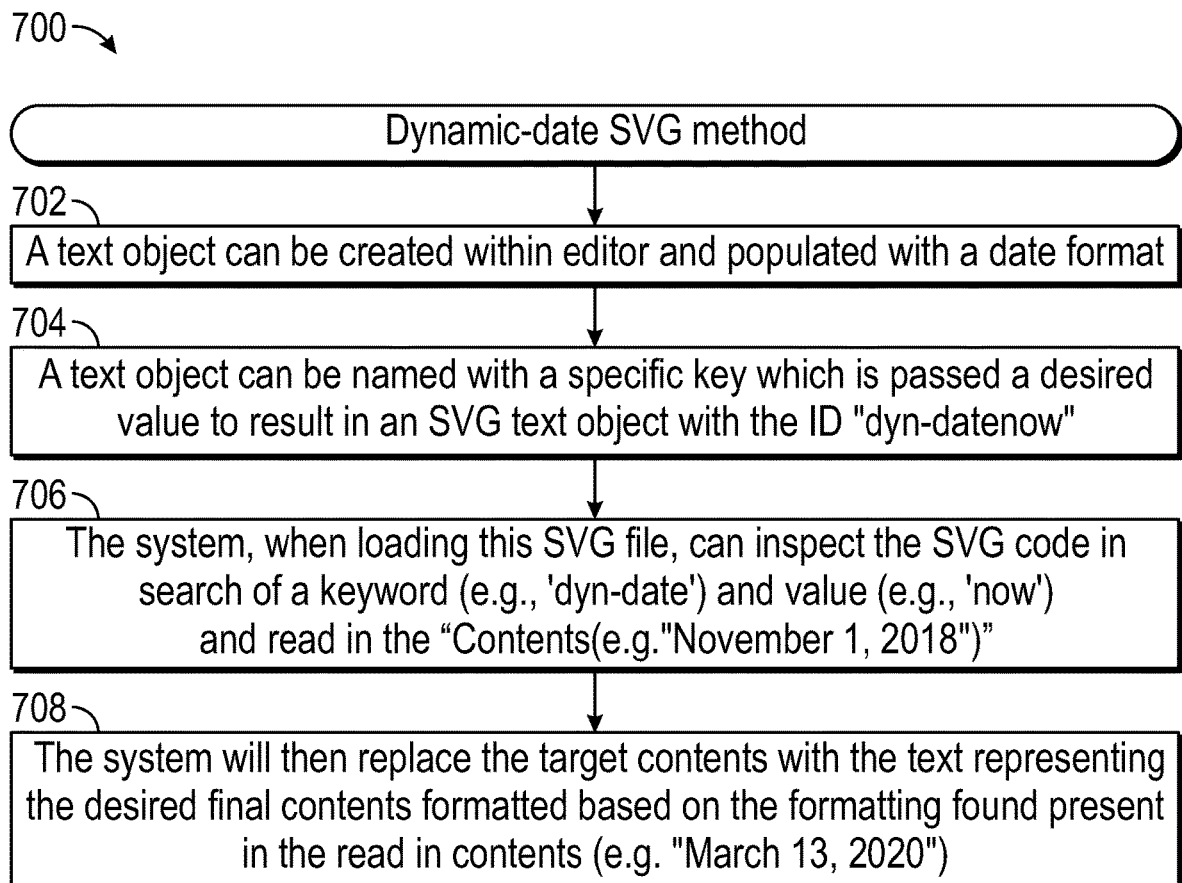 700
Dynamic-date SVG method
702
A text object can be created within editor and populated with a date format
704
A text object can be named with a specific key which is passed a desired
value to result in an SVG text object with the ID "dyn-datenow"
706
The system, when loading this SVG file, can inspect the SVG code in
search of a keyword (e.g., 'dyn-date') and value (e.g., 'now')
and read in the “Contents(e.g."November 1, 2018")”
708
The system will then replace the target contents with the text representing
the desired final contents formatted based on the formatting found present
in the read in contents (e.g. "March 13, 2020")